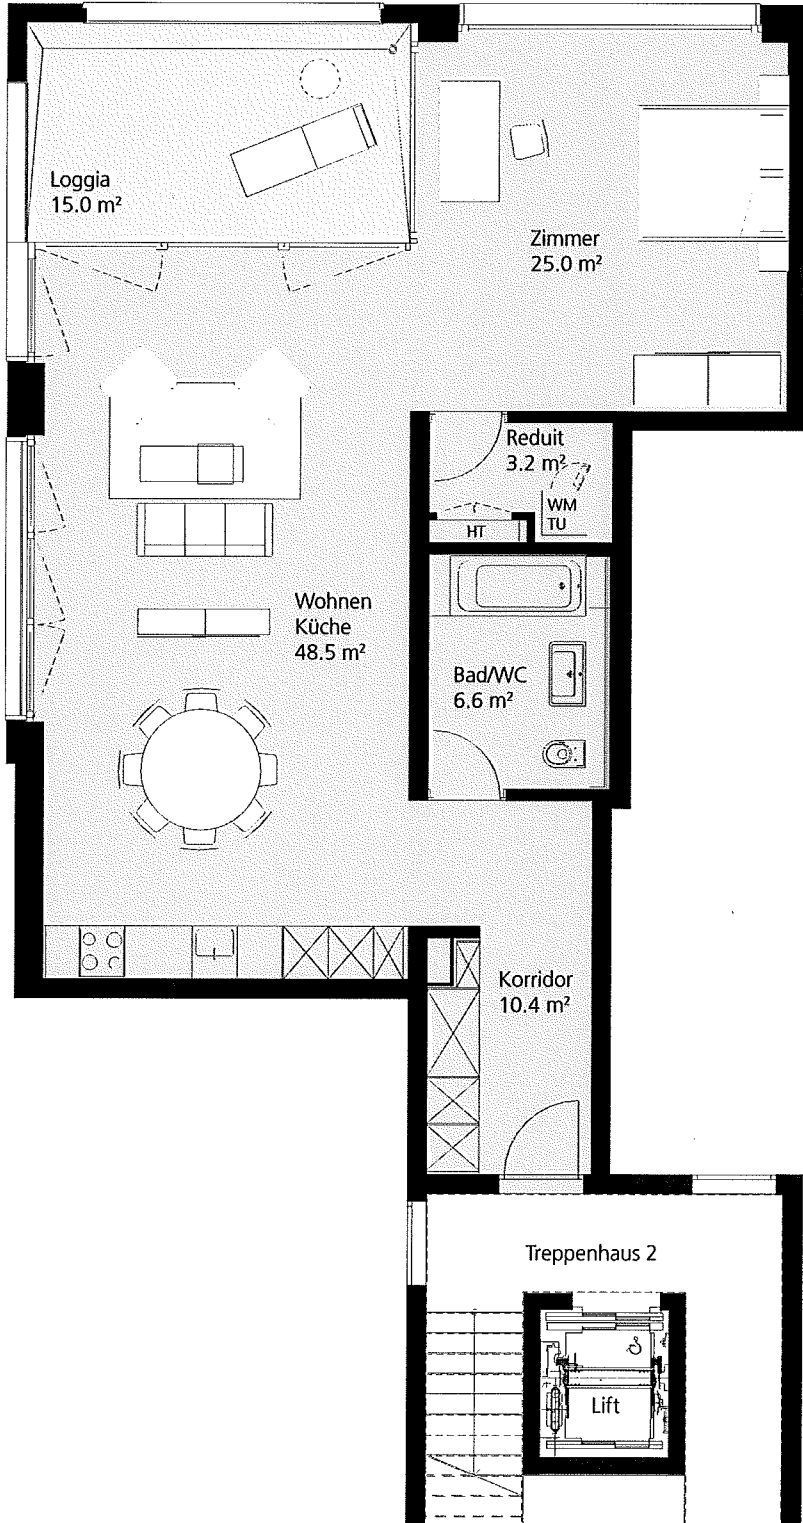 Loggia
15.0 m²
Zimmer
25.0 m²
Reduit
3.2 m²
WM
TU
HT
Wohnen
Küche
48.5 m²
Bad/WC
6.6 m²
Korridor
10.4 m²
Treppenhaus 2
Lift